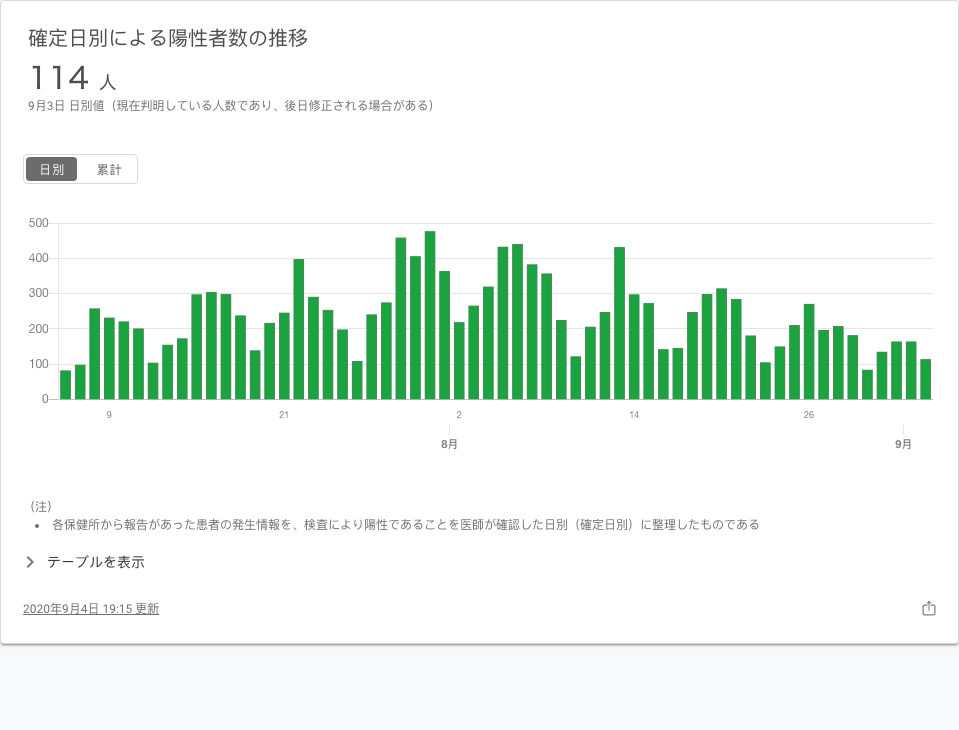 確定日別による陽性者数の推移
114 人
9月3日 日別値（現在判明している人数であり、後日修正される場合がある）
日別 累計
500
400
300
200
100
0
9 21 2 14 26
8月 9月
（注）
• 各保健所から報告があった患者の発生情報を、検査により陽性であることを医師が確認した日別（確定日別）に整理したものである
テーブルを表示
2020年9月4日 19:15 更新